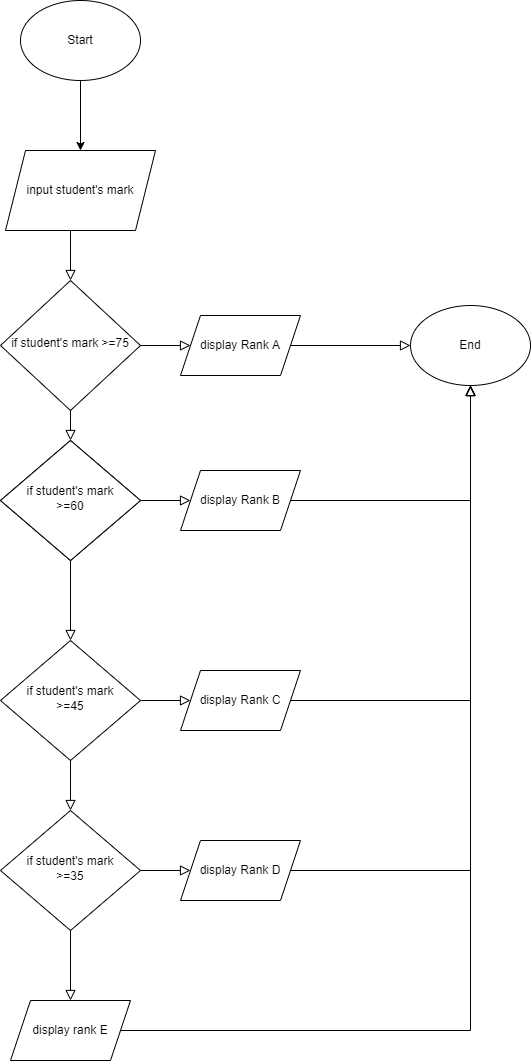 Start
input student's mark
if student's mark >=75
display Rank A
End
if student's mark
>=60
display Rank B
if student's mark
>=45
display Rank C
if student's mark
>=35
display Rank D
display rank E